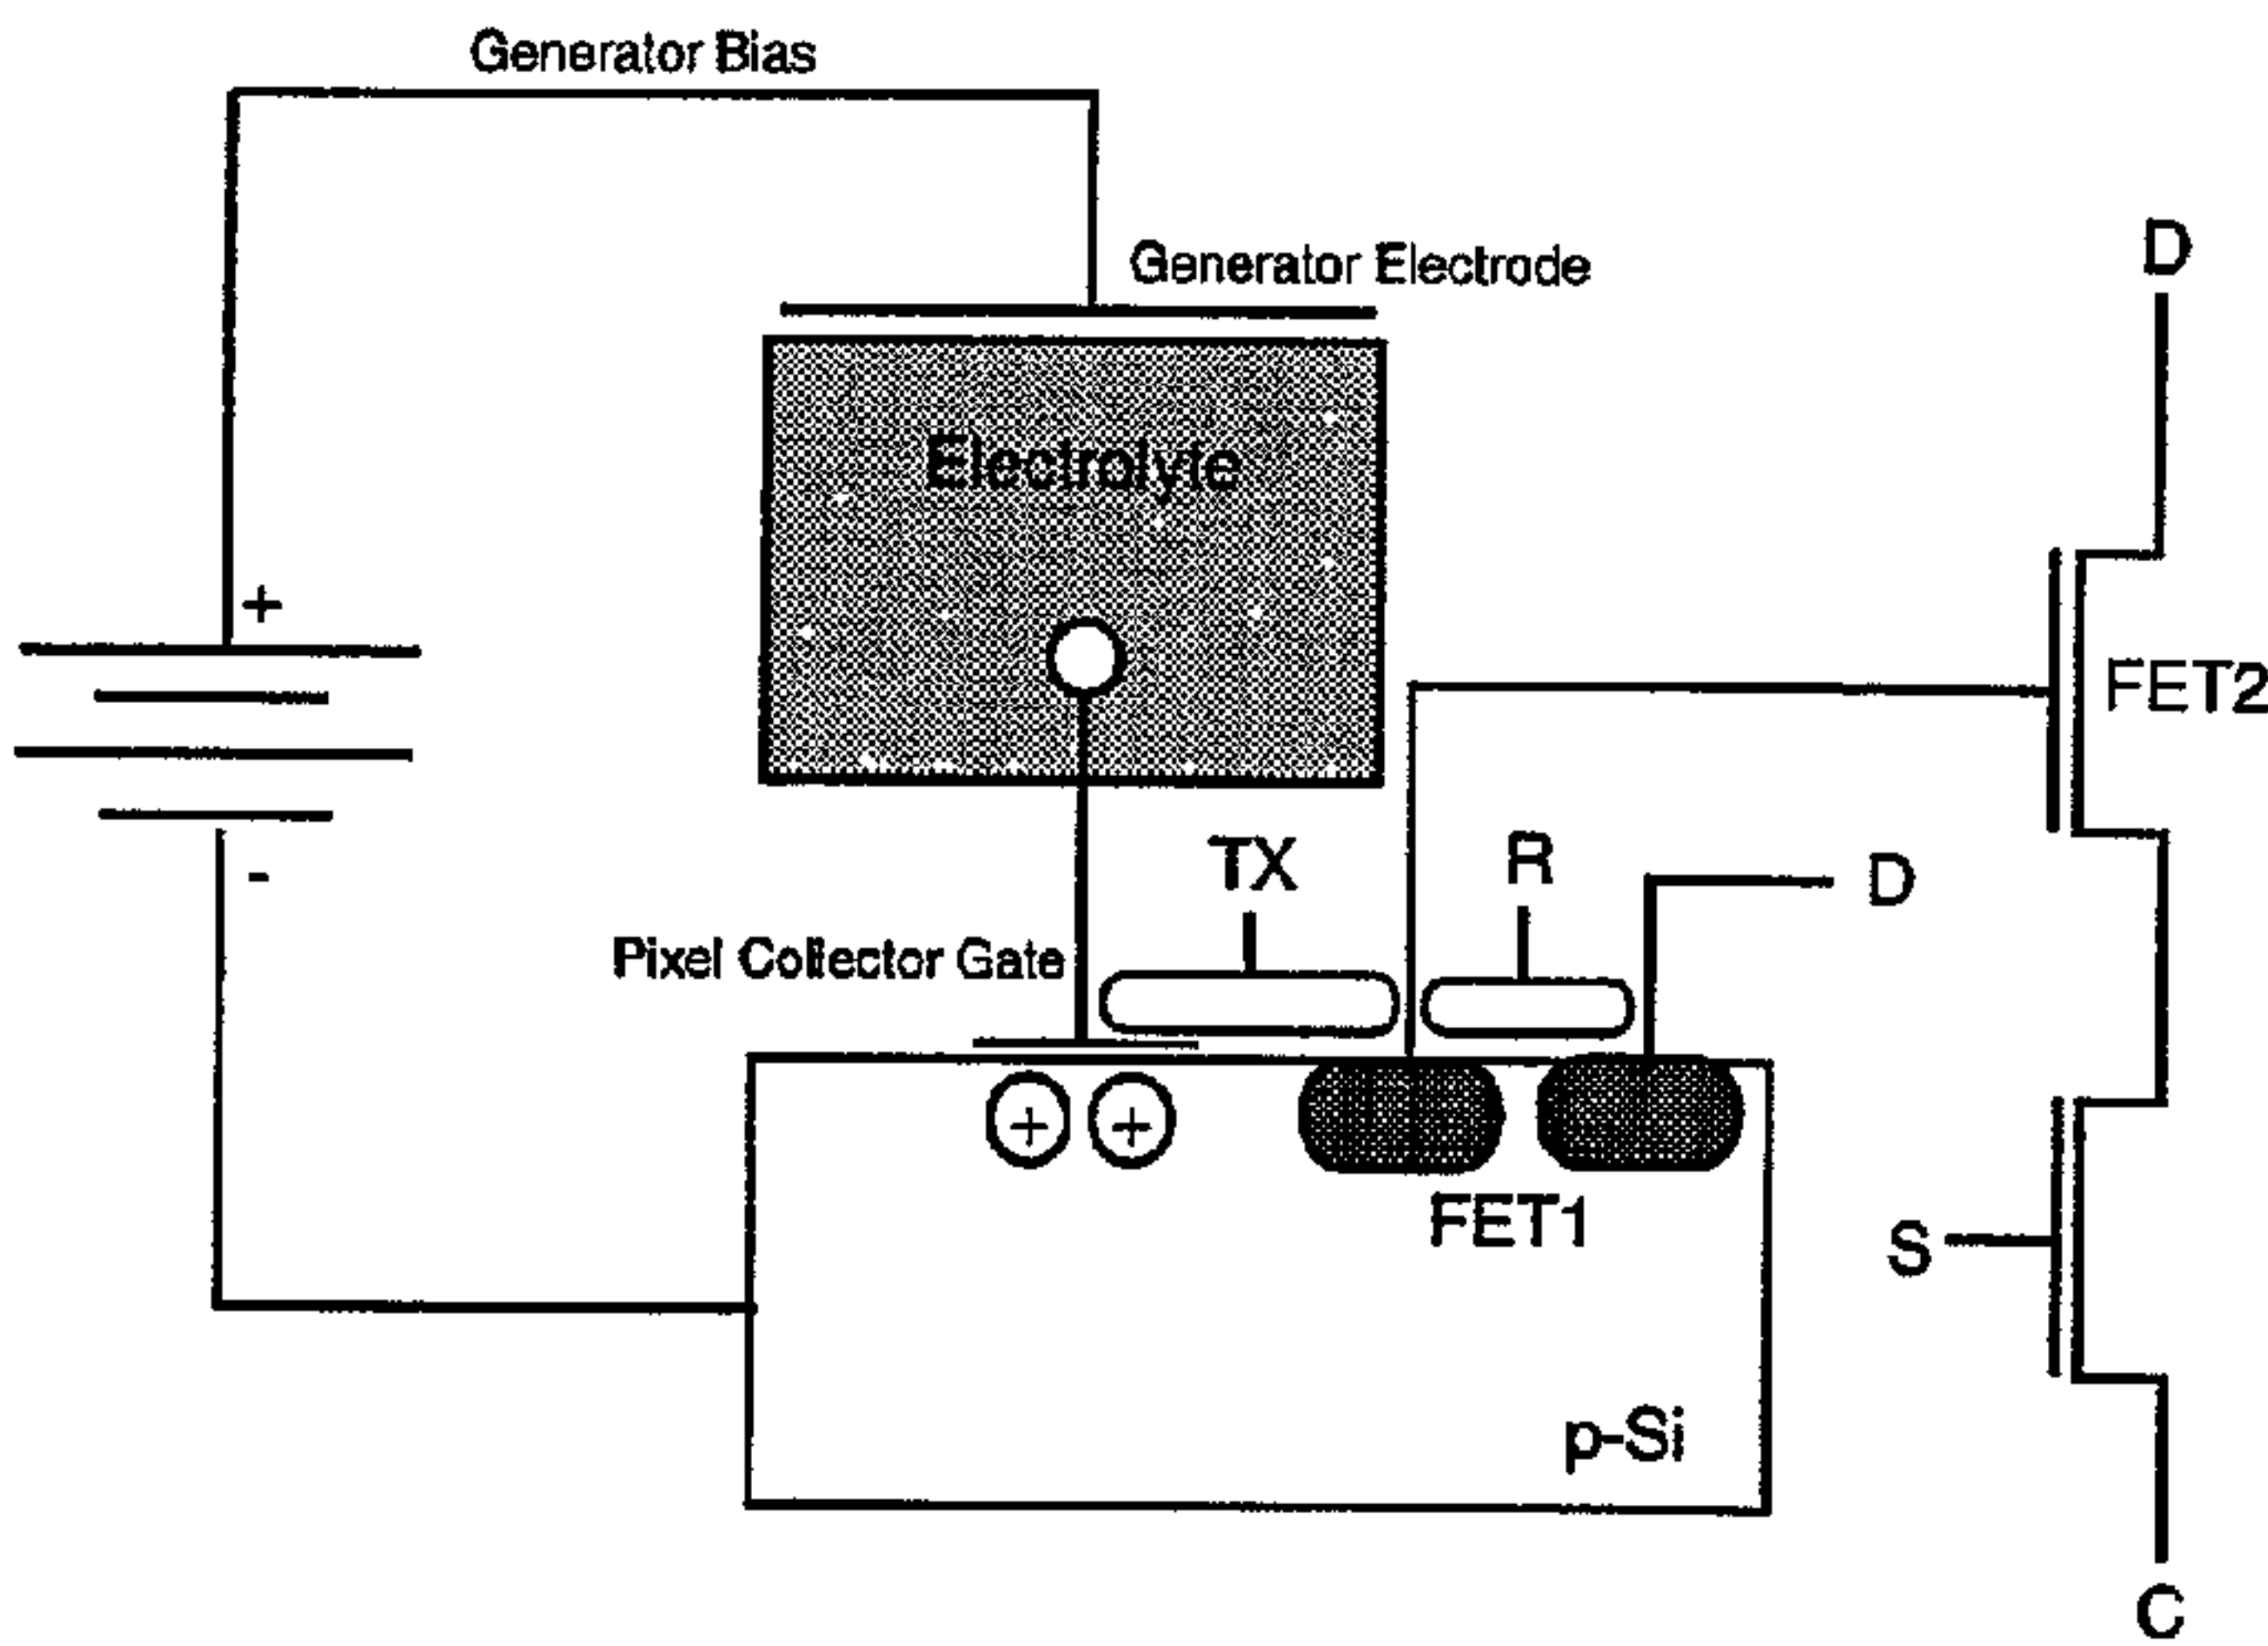 Generator Bias
Generator Electrode
D
Electrolyte
+
FET2
-
TX
R
D
Pixel Collector Gate
+ +
FET1
S
p-Si
C